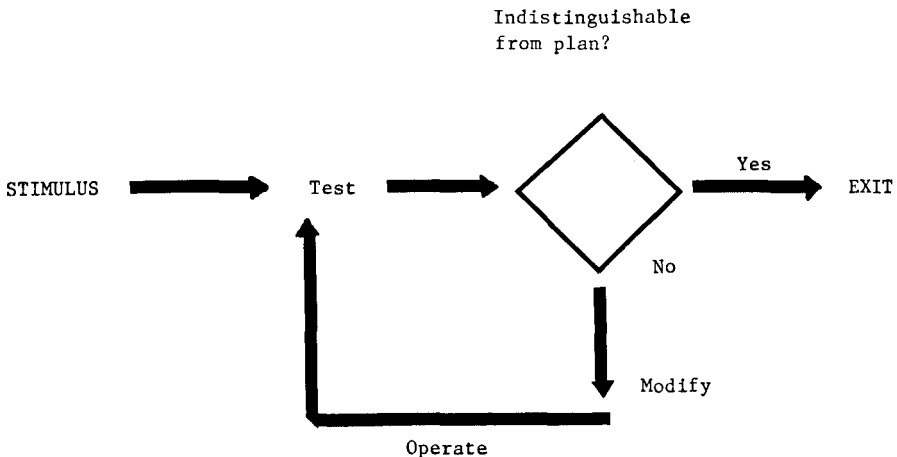 Indistinguishable
from plan?
STIMULUS
Test
Yes
EXIT
No
Modify
Operate